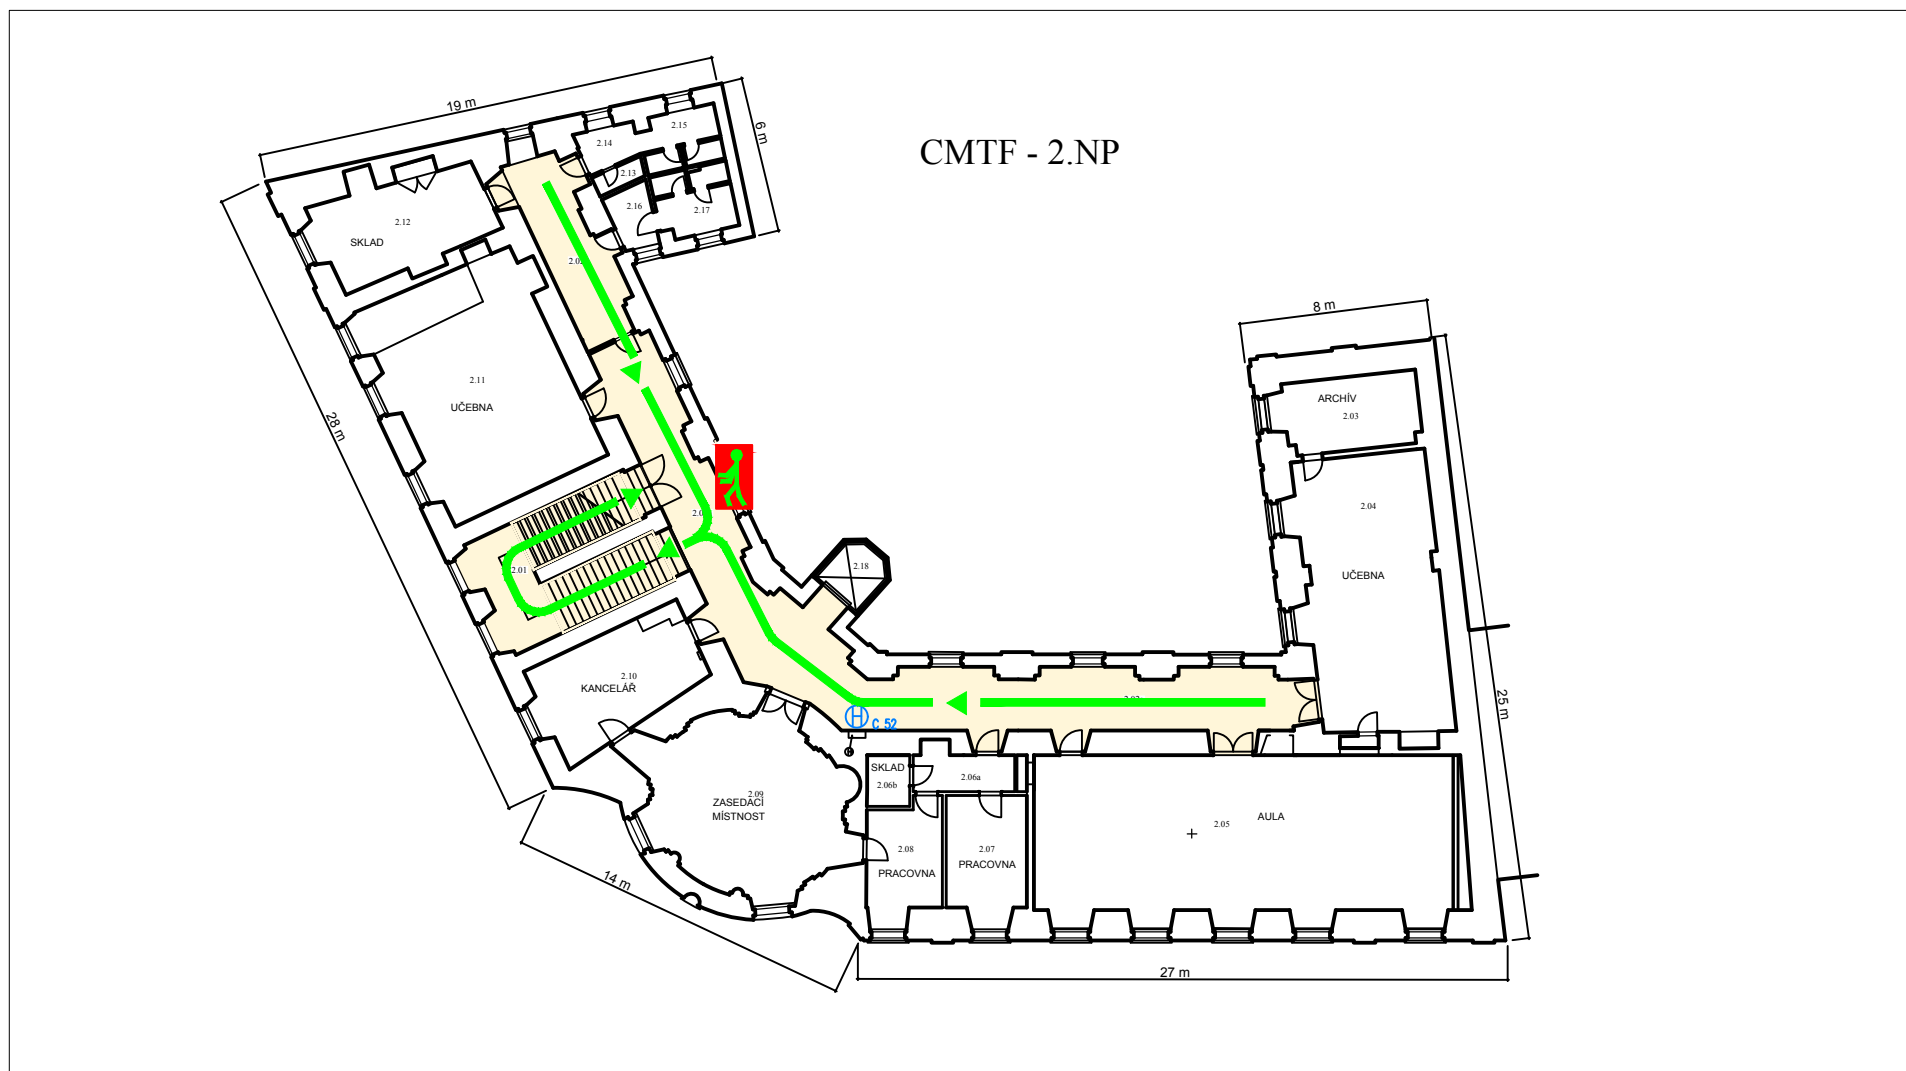 CMTF - 2.NP
19 m
6 m
2.15
2.14
2.13
2.16
2.17
2.12
SKLAD
8 m
ARCHÍV
2.03
2.11
UČEBNA
28 m
2.04
UČEBNA
2.18
2.01
2.10
KANCELÁŘ
C 52
25 m
SKLAD
2.06b
2.06a
2.09
ZASEDACÍ
MÍSTNOST
2.05
AULA
2.08
PRACOVNA
2.07
PRACOVNA
14 m
27 m